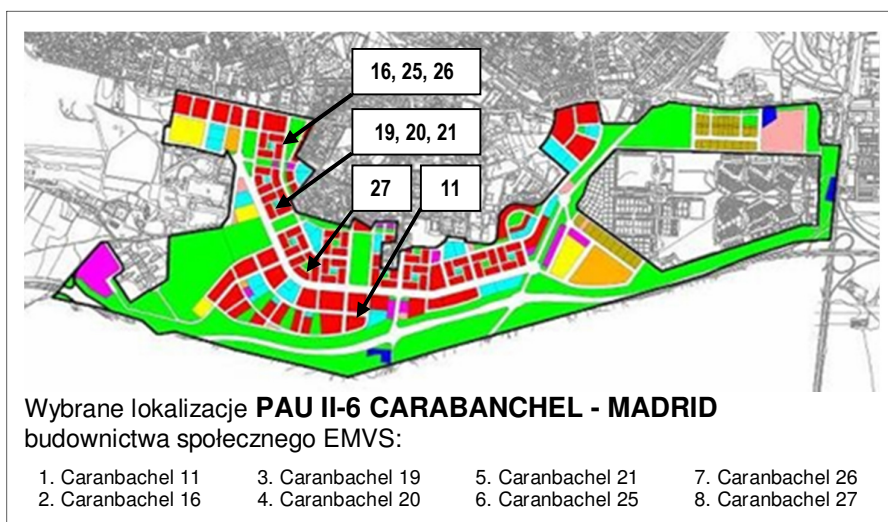 16, 25, 26
19, 20, 21
27
11
Wybrane lokalizacje PAU II-6 CARABANCHEL - MADRID
budownictwa społecznego EMVS:
1. Caranbachel 11
2. Caranbachel 16
3. Caranbachel 19
4. Caranbachel 20
5. Caranbachel 21
6. Caranbachel 25
7. Caranbachel 26
8. Caranbachel 27